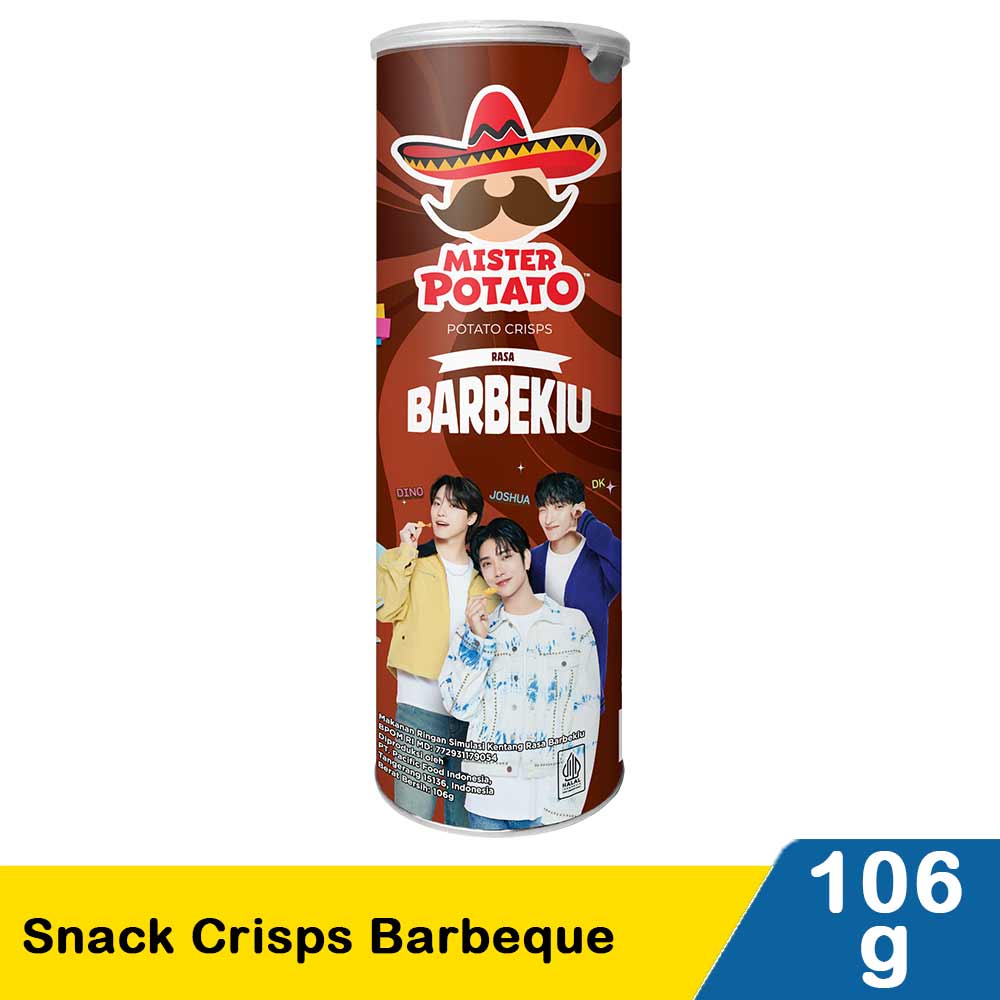 MISTER
POTATO
TM
POTATO CRISPS
RASA
BARBEKIU
DINO
JOSHUA
DK
Makanan Ringan Simulasi Kentang Rasa Barbekiu
BPOM RI MD: 772931179054
Diproduksi oleh
PT. Pacific Food Indonesia,
Tangerang 15136, Indonesia
Berat Bersih: 106g
HALAL
Snack Crisps Barbeque
106
g